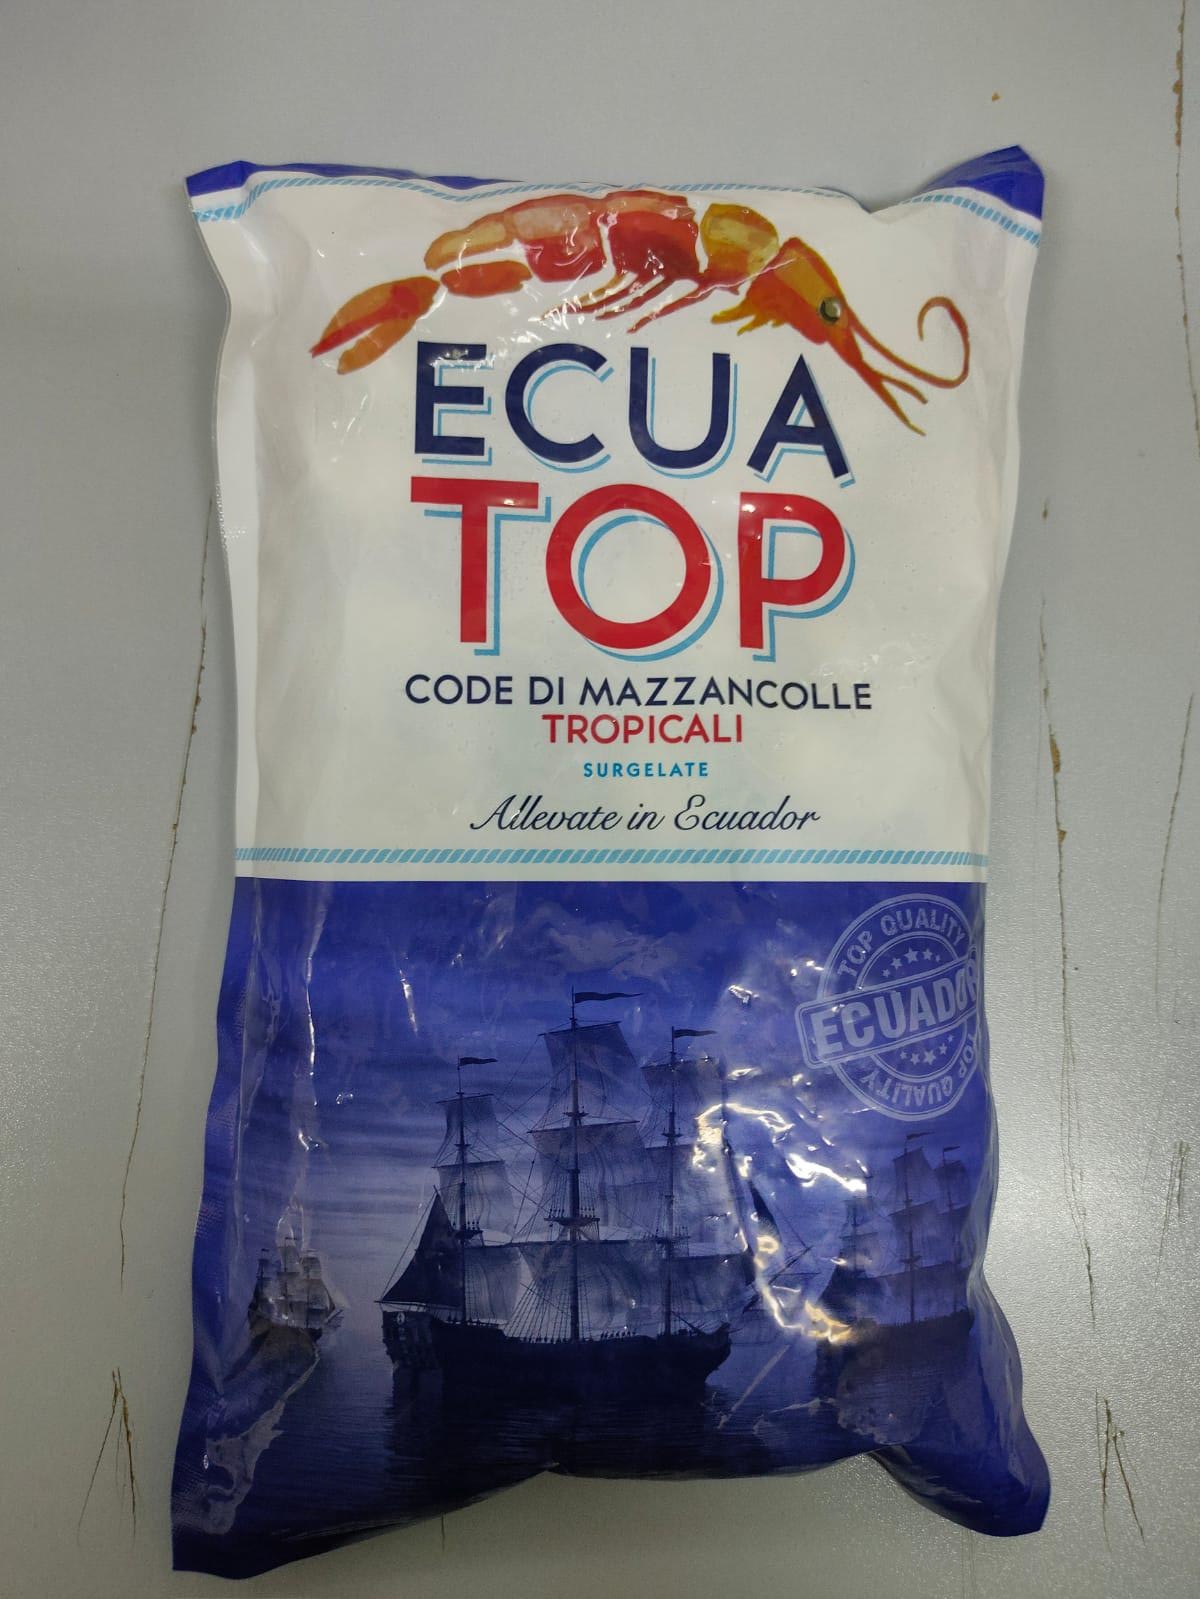 ECUA
TOP
CODE DI MAZZANCOLLE
TROPICALI
SURGELATE
Allevate in Ecuador
TOP QUALITY
ECUADOR
TOP QUALITY